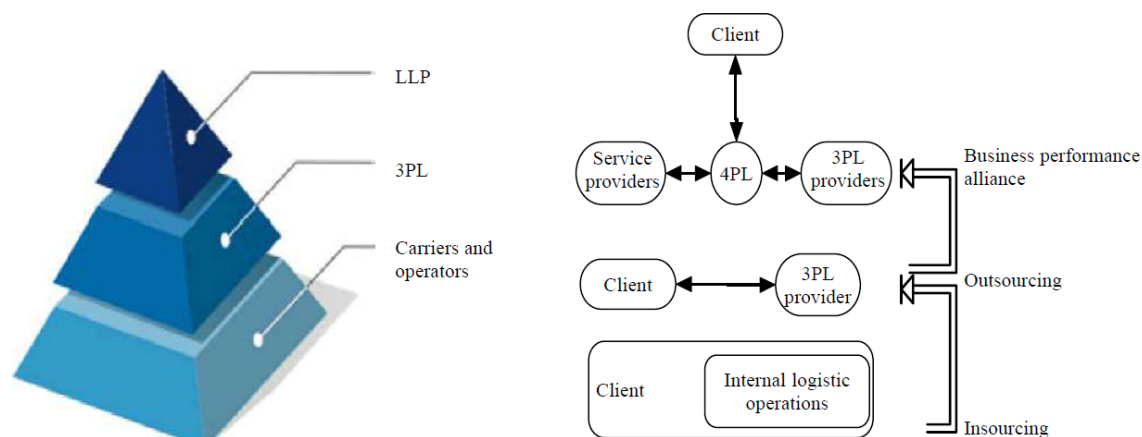 LLP
3PL
Carriers and
operators
Client
Service
providers
4PL
3PL
providers
Business performance
alliance
Client
3PL
provider
Outsourcing
Client
Internal logistic
operations
Insourcing